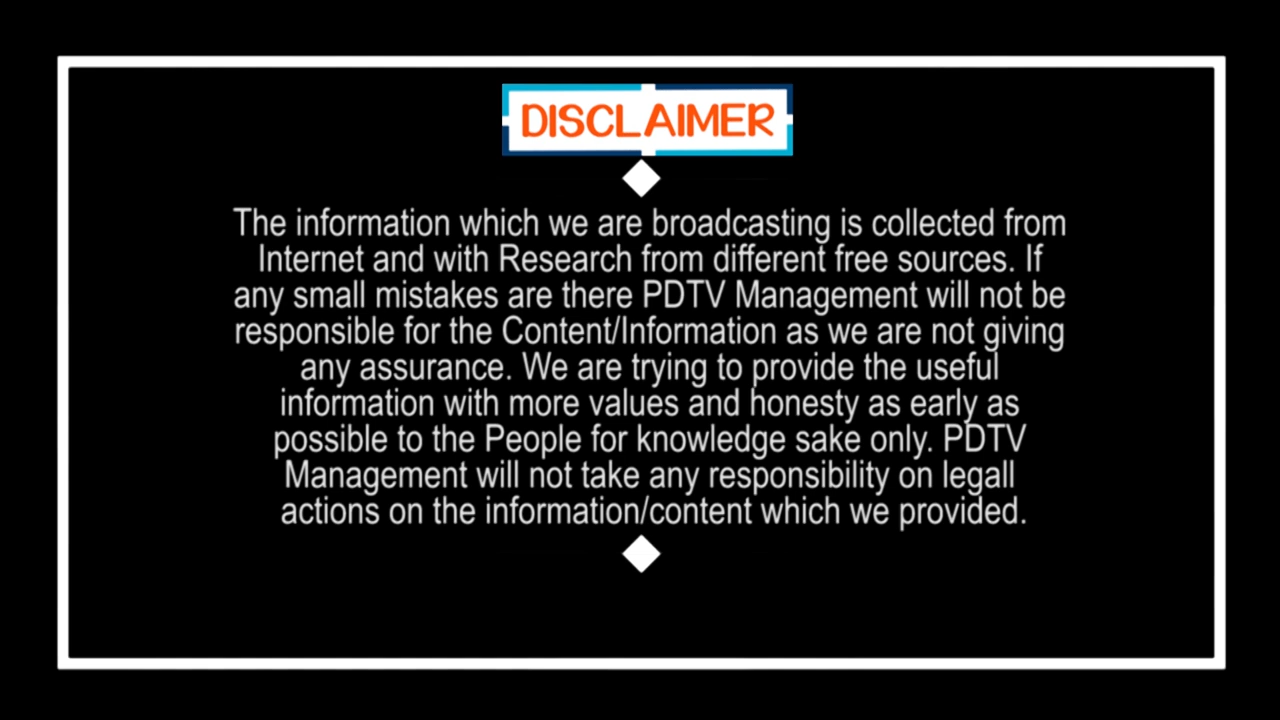 DISCLAIMER
The information which we are broadcasting is collected from
Internet and with Research from different free sources. If
any small mistakes are there PDTV Management will not be
responsible for the Content/Information as we are not giving
any assurance. We are trying to provide the useful
information with more values and honesty as early as
possible to the People for knowledge sake only. PDTV
Management will not take any responsibility on legall
actions on the information/content which we provided.